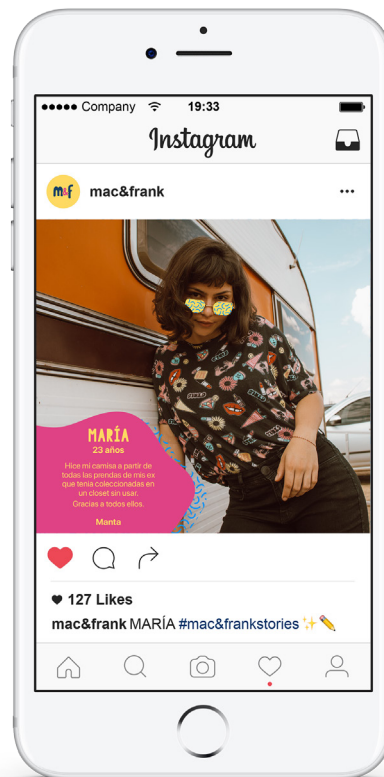 Company 19:33
Instagram
m&f mac&frank
MARÍA
23 años
Hice mi camisa a partir de
todas las prendas de mis ex
que tenía coleccionadas en
un closet sin usar.
Gracias a todos ellos.
Manta
127 Likes
mac&frank MARÍA #mac&frankstories